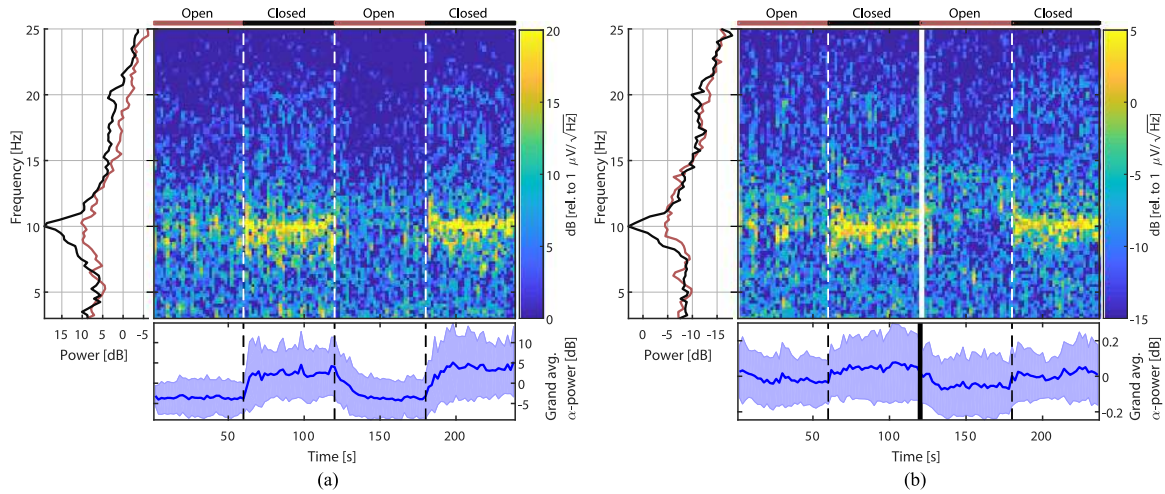 Open Closed Open Closed
25
20
15
10
5
Frequency [Hz]
15 10 5 0 -5
Power [dB]
20
15
10
5
0
dB [rel. to 1 μV/√Hz]
10
5
0
-5
Grand avg.
α-power [dB]
50 100 150 200
Time [s]
(a)
Open Closed Open Closed
25
20
15
10
5
Frequency [Hz]
0 -5 -10 -15
Power [dB]
5
0
-5
-10
-15
dB [rel. to 1 μV/√Hz]
0.2
0
-0.2
Grand avg.
α-power [dB]
50 100 150 200
Time [s]
(b)